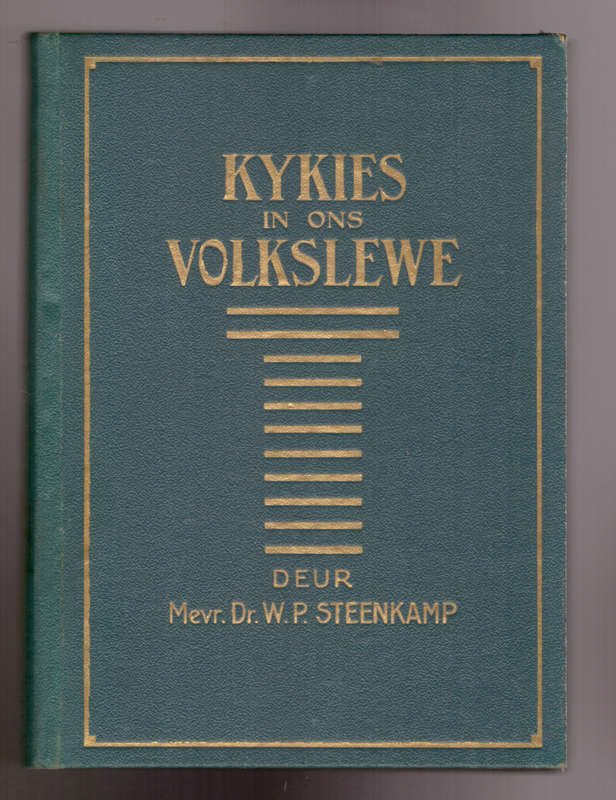 KYKIES
IN ONS
VOLKSLEWE
DEUR
Mevr. Dr. W. P. STEENKAMP